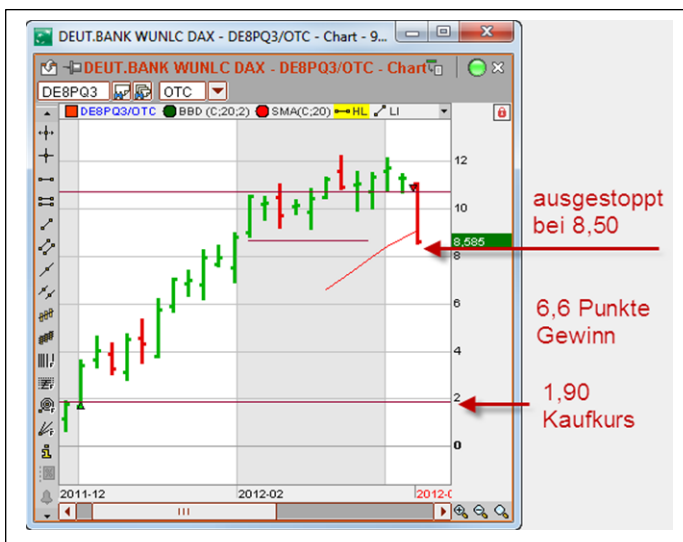 DEUT.BANK WUNLC DAX - DE8PQ3/OTC - Chart - 9...
DEUT.BANK WUNLC DAX - DE8PQ3/OTC - Chart
DE8PQ3 OTC
DE8PQ3/OTC BBD (C;20;2) SMA(C;20) HL LI
12
10
8,585
8
6
4
2
0
2011-12 2012-02 2012-0
ausgestoppt
bei 8,50
6,6 Punkte
Gewinn
1,90
Kaufkurs